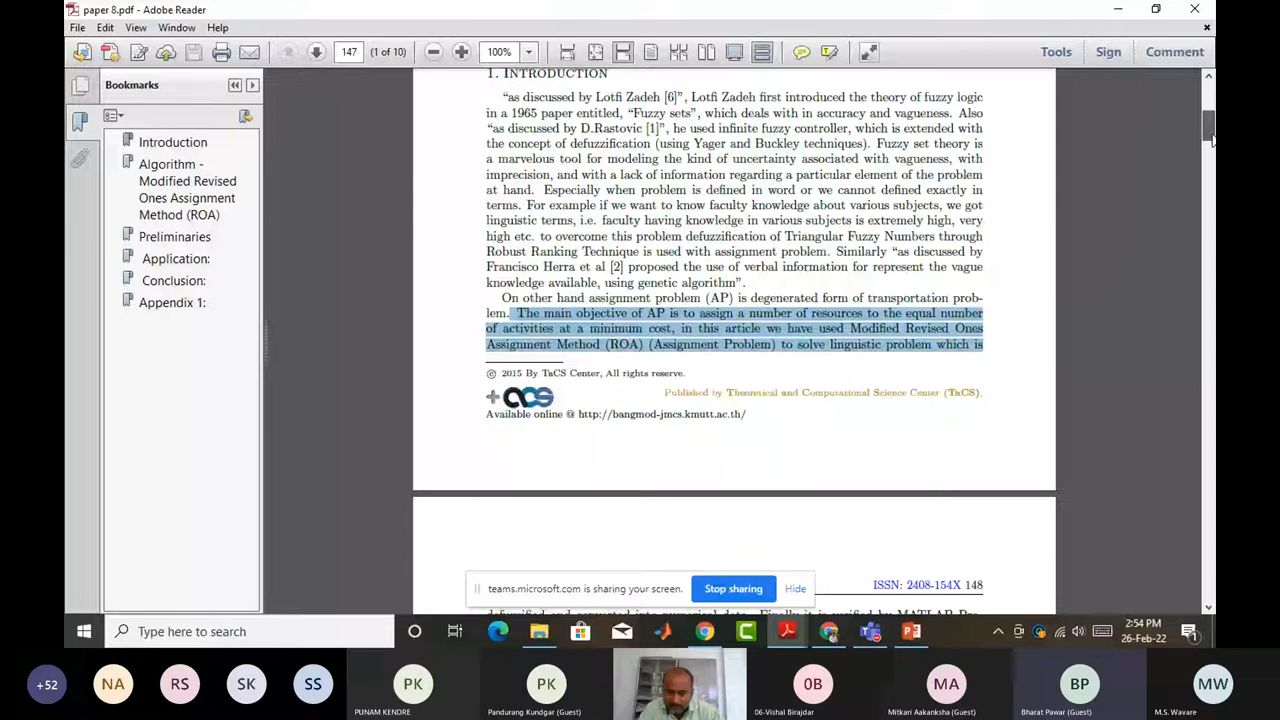 paper 8.pdf - Adobe Reader
File Edit View Window Help
147 (1 of 10) 100% Tools Sign Comment
Bookmarks
Introduction
Algorithm -
Modified Revised
Ones Assignment
Method (ROA)
Preliminaries
Application:
Conclusion:
Appendix 1:
1. INTRODUCTION
“as discussed by Lotfi Zadeh [6]”, Lotfi Zadeh first introduced the theory of fuzzy logic
in a 1965 paper entitled, “Fuzzy sets”, which deals with in accuracy and vagueness. Also
“as discussed by D.Rastovic [1]”, he used infinite fuzzy controller, which is extended with
the concept of defuzzification (using Yager and Buckley techniques). Fuzzy set theory is
a marvelous tool for modeling the kind of uncertainty associated with vagueness, with
imprecision, and with a lack of information regarding a particular element of the problem
at hand. Especially when problem is defined in word or we cannot defined exactly in
terms. For example if we want to know faculty knowledge about various subjects, we got
linguistic terms, i.e. faculty having knowledge in various subjects is extremely high, very
high etc. to overcome this problem defuzzification of Triangular Fuzzy Numbers through
Robust Ranking Technique is used with assignment problem. Similarly “as discussed by
Francisco Herra et al [2] proposed the use of verbal information for represent the vague
knowledge available, using genetic algorithm”.
On other hand assignment problem (AP) is degenerated form of transportation prob-
lem. The main objective of AP is to assign a number of resources to the equal number
of activities at a minimum cost, in this article we have used Modified Revised Ones
Assignment Method (ROA) (Assignment Problem) to solve linguistic problem which is
© 2015 By TaCS Center, All rights reserve.
Published by Theoretical and Computational Science Center (TaCS),
Available online @ http://bangmod-jmcs.kmutt.ac.th/
ISSN: 2408-154X 148
teams.microsoft.com is sharing your screen. Stop sharing Hide
Type here to search
2:54 PM
26-Feb-22
1
+52 NA RS SK SS PK PK 0B MA BP MW
PUNAM KENDRE Pandurang Kundgar (Guest) 06-Vishal Birajdar Mitkari Aakanksha (Guest) Bharat Pawar (Guest) M.S. Wavare